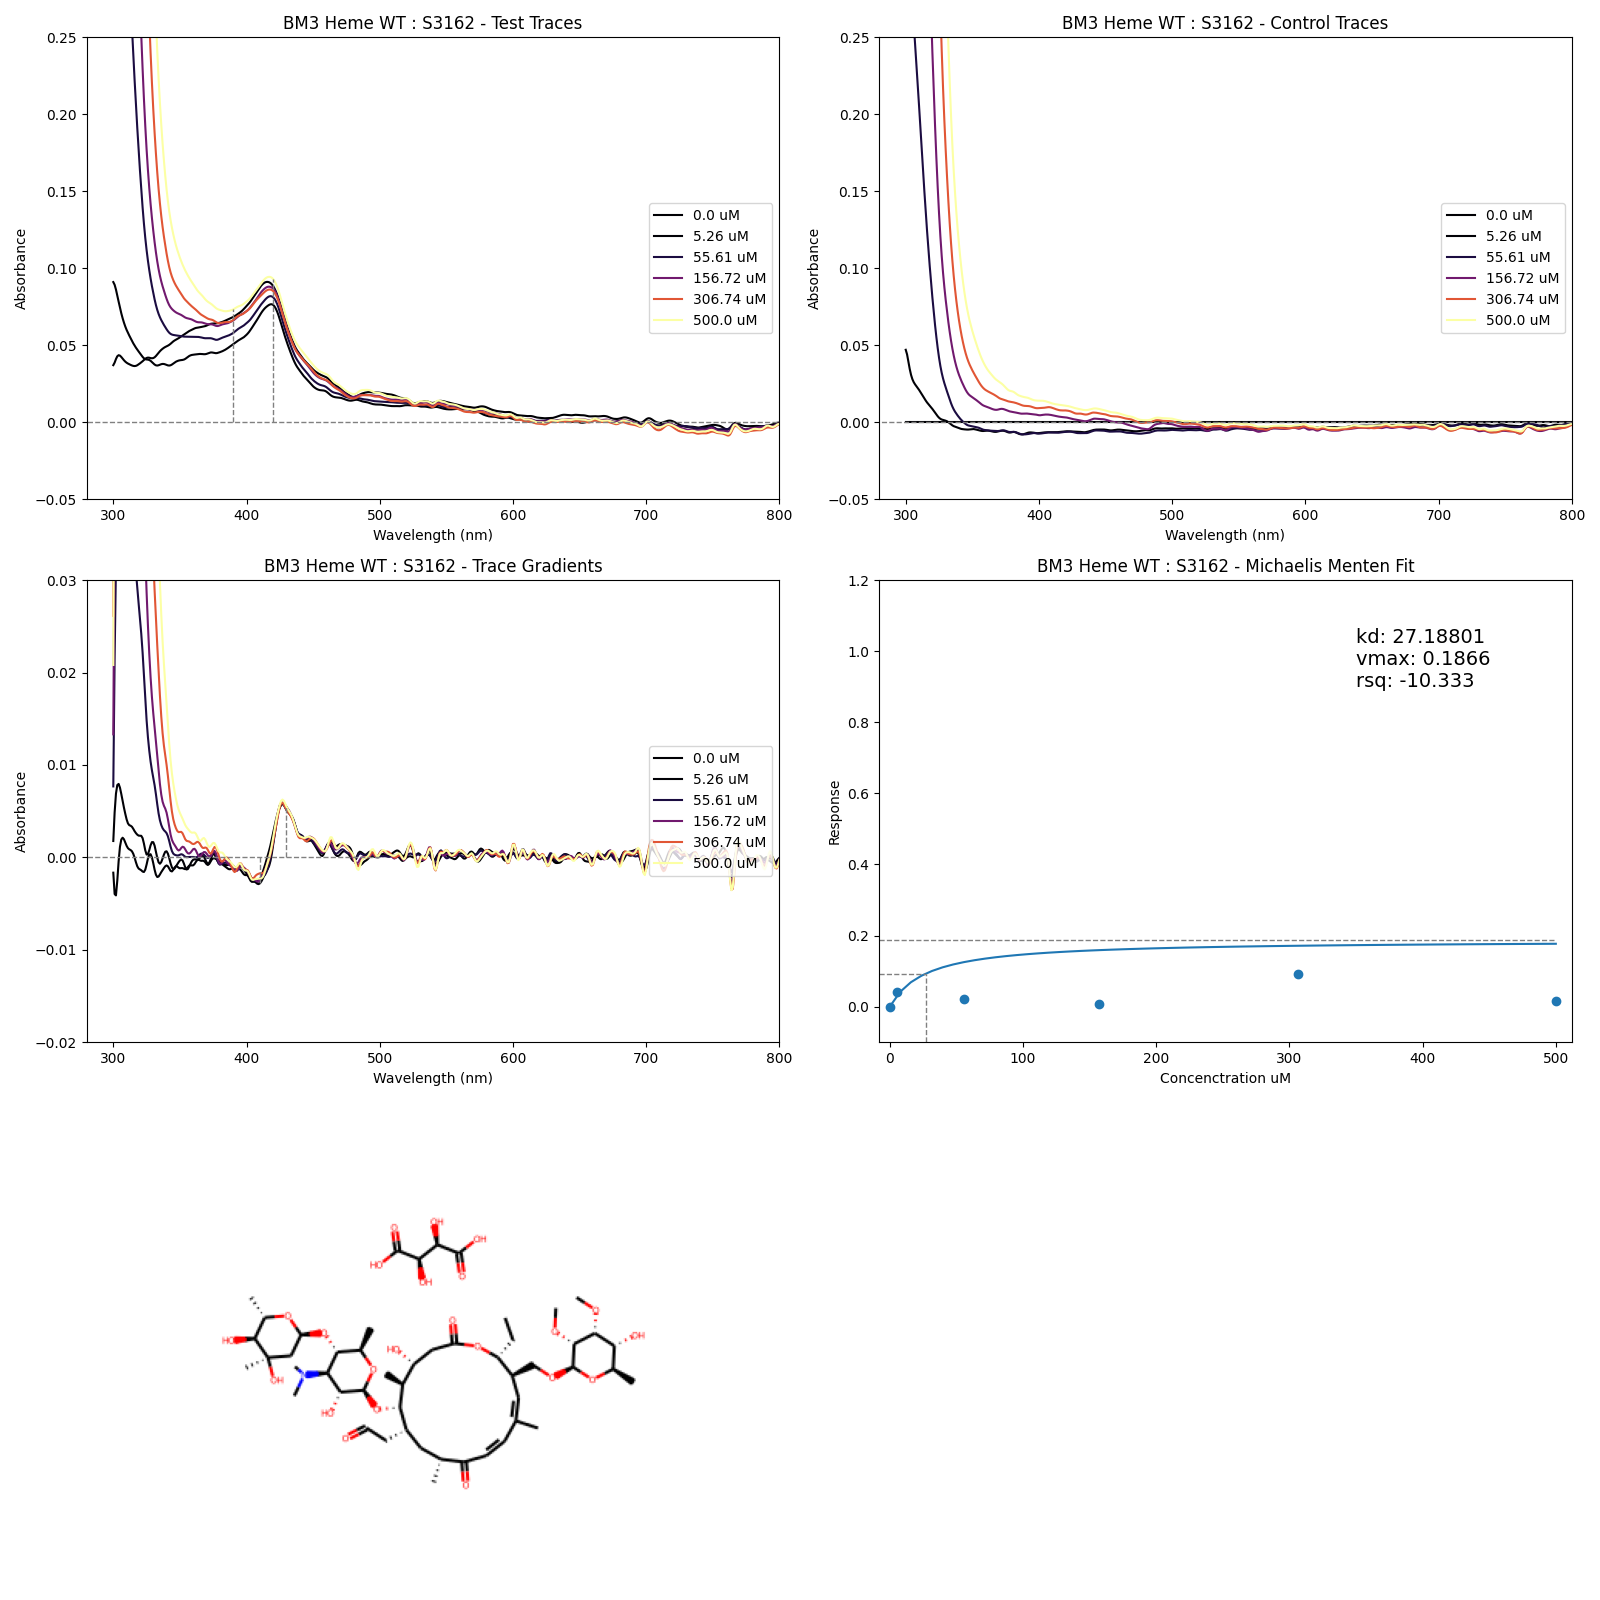 BM3 Heme WT : S3162 - Test Traces
0.25
0.20
0.15
0.10
0.05
0.00
−0.05
Absorbance
300 400 500 600 700 800
Wavelength (nm)
0.0 uM
5.26 uM
55.61 uM
156.72 uM
306.74 uM
500.0 uM
BM3 Heme WT : S3162 - Control Traces
0.25
0.20
0.15
0.10
0.05
0.00
−0.05
Absorbance
300 400 500 600 700 800
Wavelength (nm)
0.0 uM
5.26 uM
55.61 uM
156.72 uM
306.74 uM
500.0 uM
BM3 Heme WT : S3162 - Trace Gradients
0.03
0.02
0.01
0.00
−0.01
−0.02
Absorbance
300 400 500 600 700 800
Wavelength (nm)
0.0 uM
5.26 uM
55.61 uM
156.72 uM
306.74 uM
500.0 uM
BM3 Heme WT : S3162 - Michaelis Menten Fit
1.2
1.0
0.8
0.6
0.4
0.2
0.0
Response
kd: 27.18801
vmax: 0.1866
rsq: -10.333
0 100 200 300 400 500
Concenctration uM
OH
O
OH
HO
OH
O
O
O
O
O
HO
O
HO
O
O
OH
OH
N
O
O
O
HO
O
O
O